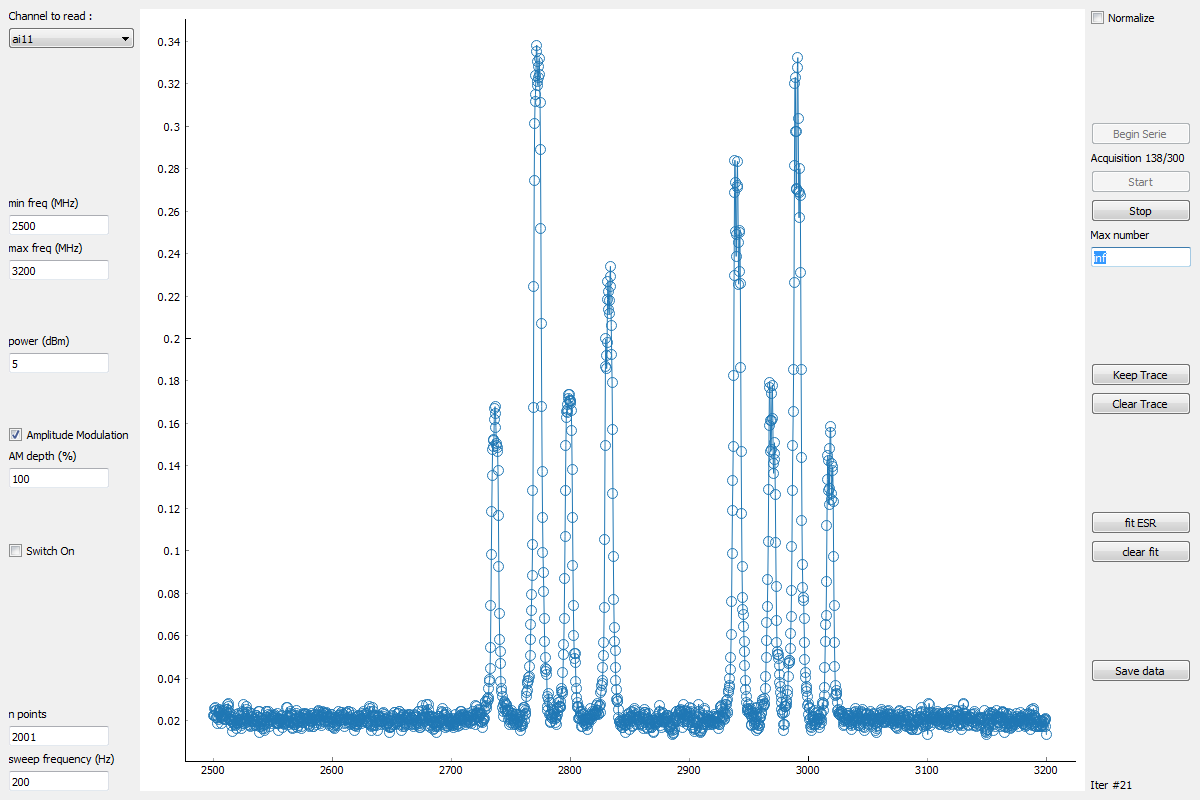 Channel to read :
ai11
min freq (MHz)
2500
max freq (MHz)
3200
power (dBm)
5
Amplitude Modulation
AM depth (%)
100
Switch On
n points
2001
sweep frequency (Hz)
200
0.34
0.32
0.3
0.28
0.26
0.24
0.22
0.2
0.18
0.16
0.14
0.12
0.1
0.08
0.06
0.04
0.02
2500 2600 2700 2800 2900 3000 3100 3200
Normalize
Begin Serie
Acquisition 138/300
Start
Stop
Max number
inf
Keep Trace
Clear Trace
fit ESR
clear fit
Save data
Iter #21